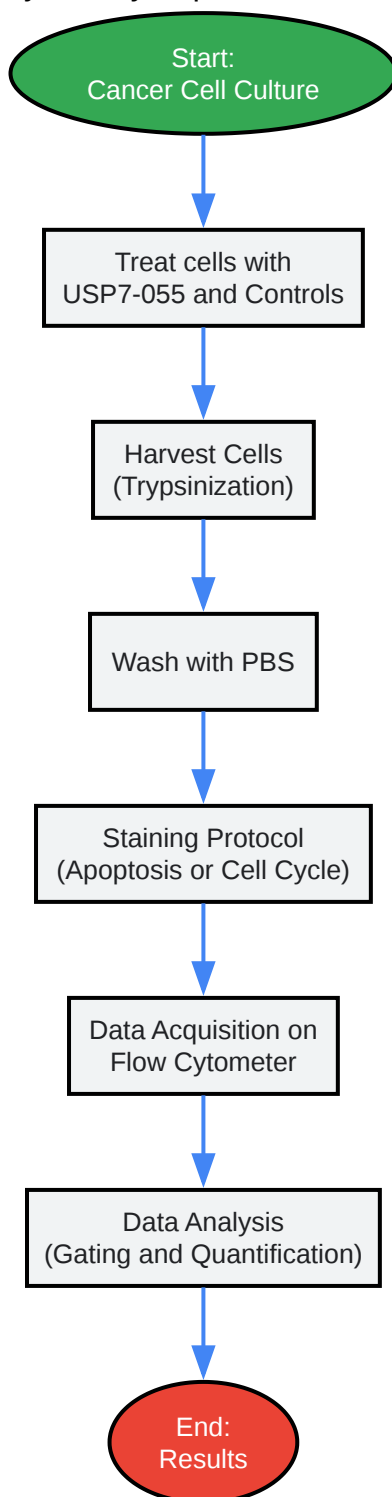 Start:
Cancer Cell Culture
Treat cells with
USP7-055 and Controls
Harvest Cells
(Trypsinization)
Wash with PBS
Staining Protocol
(Apoptosis or Cell Cycle)
Data Acquisition on
Flow Cytometer
Data Analysis
(Gating and Quantification)
End:
Results